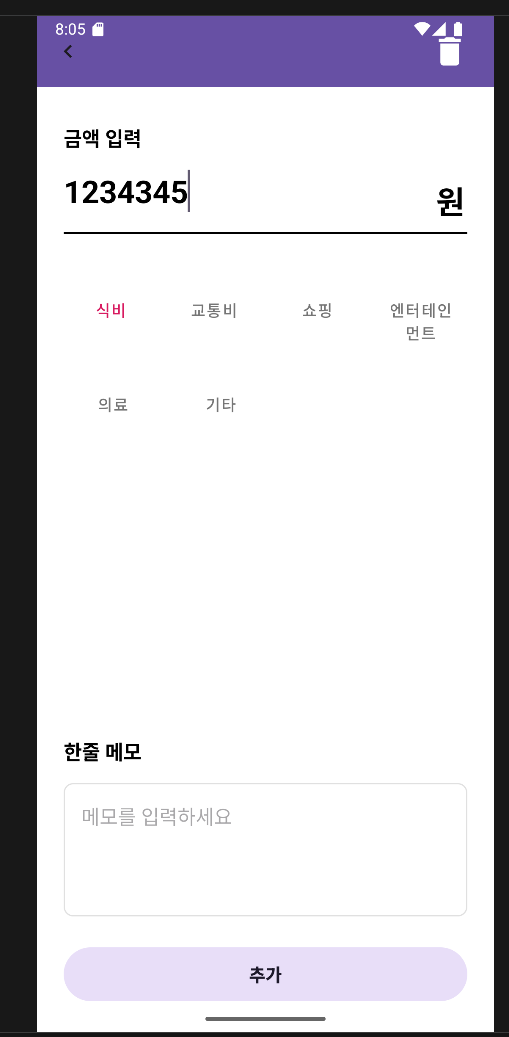 8:05
금액 입력
1234345
원
식비 교통비 쇼핑 엔터테인
먼트
의료 기타
한줄 메모
메모를 입력하세요
추가